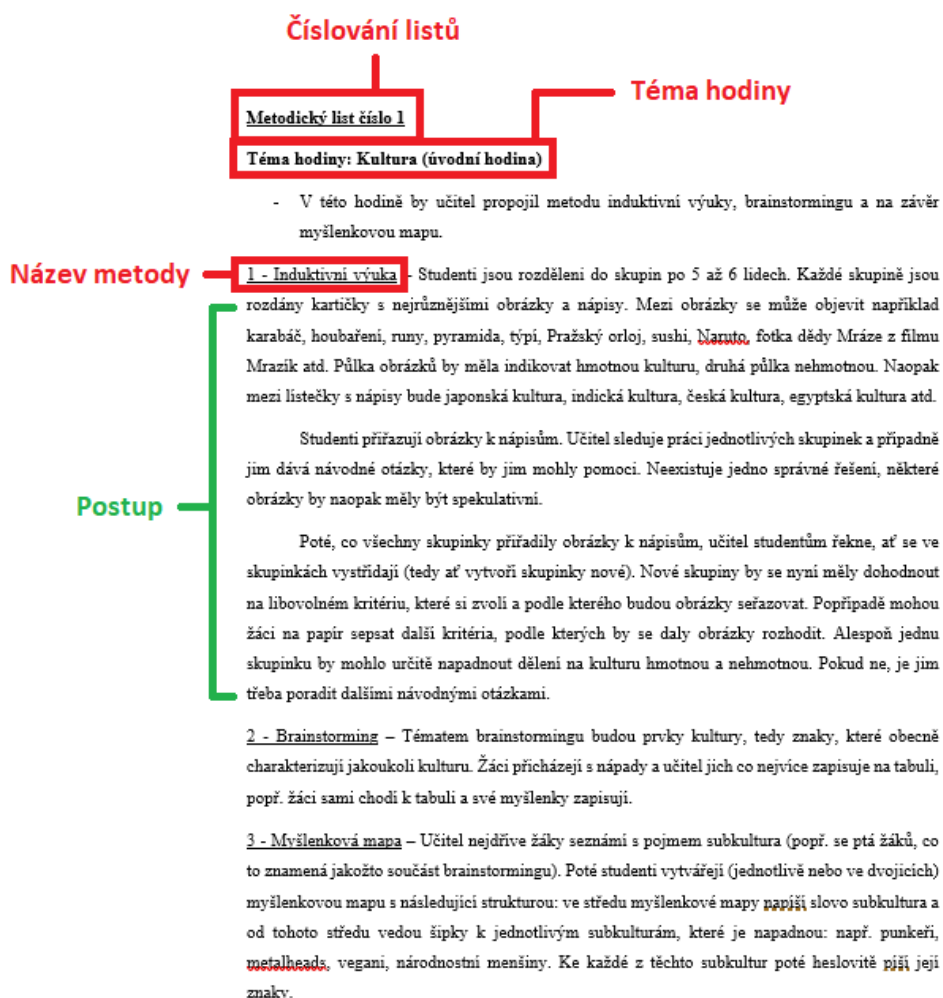 Číslování listů
Téma hodiny
Metodický list číslo 1
Téma hodiny: Kultura (úvodní hodina)
- V této hodině by učitel propojil metodu induktivní výuky, brainstormingu a na závěr
myšlenkovou mapu.
Název metody
1 - Induktivní výuka - Studenti jsou rozděleni do skupin po 5 až 6 lidech. Každé skupině jsou
rozdány kartičky s nejrůznějšími obrázky a nápisy. Mezi obrázky se může objevit například
karabáč, houbaření, runy, pyramida, týpí, Pražský orloj, sushi, Naruto, fotka dědy Mráze z filmu
Mrazík atd. Půlka obrázků by měla indikovat hmotnou kulturu, druhá půlka nehmotnou. Naopak
mezi lístečky s nápisy bude japonská kultura, indická kultura, česká kultura, egyptská kultura atd.
Studenti přiřazují obrázky k nápisům. Učitel sleduje práci jednotlivých skupinek a případně
jim dává návodné otázky, které by jim mohly pomoci. Neexistuje jedno správné řešení, některé
obrázky by naopak měly být spekulativní.
Postup
Poté, co všechny skupinky přiřadily obrázky k nápisům, učitel studentům řekne, ať se ve
skupinkách vystřídají (tedy ať vytvoří skupinky nové). Nové skupiny by se nyní měly dohodnout
na libovolném kritériu, které si zvolí a podle kterého budou obrázky seřazovat. Popřípadě mohou
žáci na papír sepsat další kritéria, podle kterých by se daly obrázky rozhodit. Alespoň jednu
skupinku by mohlo určitě napadnout dělení na kulturu hmotnou a nehmotnou. Pokud ne, je jim
třeba poradit dalšími návodnými otázkami.
2 - Brainstorming – Tématem brainstormingu budou prvky kultury, tedy znaky, které obecně
charakterizují jakoukoli kulturu. Žáci přicházejí s nápady a učitel jich co nejvíce zapisuje na tabuli,
popř. žáci sami chodí k tabuli a své myšlenky zapisují.
3 - Myšlenková mapa – Učitel nejdříve žáky seznámí s pojmem subkultura (popř. se ptá žáků, co
to znamená jakožto součást brainstormingu). Poté studenti vytvářejí (jednotlivě nebo ve dvojicích)
myšlenkovou mapu s následující strukturou: ve středu myšlenkové mapy napíší slovo subkultura a
od tohoto středu vedou šipky k jednotlivým subkulturám, které je napadnou: např. punkeři,
metalheads, vegani, národnostní menšiny. Ke každé z těchto subkultur poté heslovitě píší její
znaky.